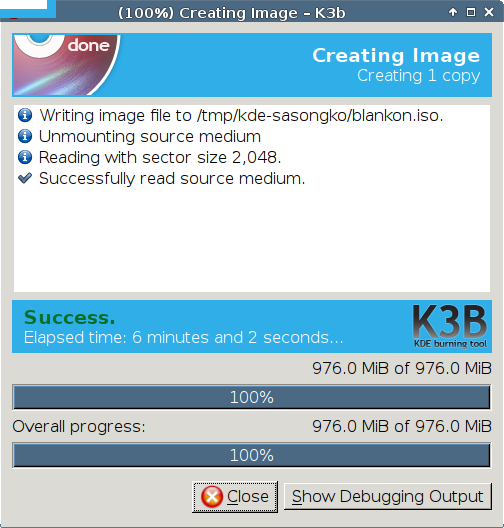 (100%) Creating Image – K3b
done
Creating Image
Creating 1 copy
Writing image file to /tmp/kde-sasongko/blankon.iso.
Unmounting source medium
Reading with sector size 2,048.
Successfully read source medium.
Success.
Elapsed time: 6 minutes and 2 seconds...
K3B
KDE burning tool
976.0 MiB of 976.0 MiB
100%
Overall progress: 976.0 MiB of 976.0 MiB
100%
Close Show Debugging Output